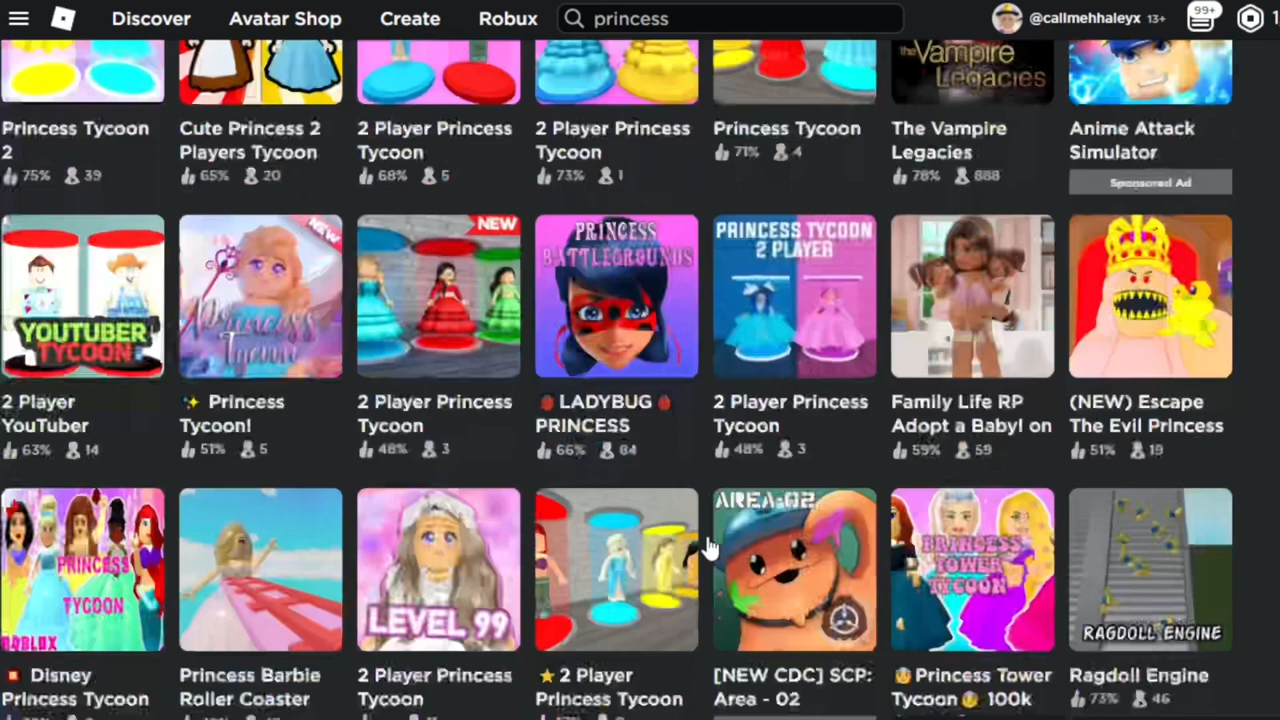 Discover Avatar Shop Create Robux princess @callmehhaleyx 13+ 99+ 1
the Vampire
Legacies
Princess Tycoon
2
75% 39
Cute Princess 2
Players Tycoon
65% 20
2 Player Princess
Tycoon
68% 5
2 Player Princess
Tycoon
73% 1
Princess Tycoon
71% 4
The Vampire
Legacies
78% 888
Anime Attack
Simulator
Sponsored Ad
YOUTUBER
TYCOON
NEW
Princess
Tycoon
NEW
PRINCESS
BATTLEGROUNDS
PRINCESS TYCOON
2 PLAYER
2 Player
YouTuber
63% 14
Princess
Tycoon!
51% 5
2 Player Princess
Tycoon
48% 3
LADYBUG
PRINCESS
66% 84
2 Player Princess
Tycoon
48% 3
Family Life RP
Adopt a Baby! on
59% 59
(NEW) Escape
The Evil Princess
51% 19
PRINCESS
TYCOON
ROBLOX
LEVEL 99
AREA-02
PRINCESS
TOWER
TYCOON
RAGDOLL ENGINE
Disney
Princess Tycoon
Princess Barbie
Roller Coaster
2 Player Princess
Tycoon
2 Player
Princess Tycoon
[NEW CDC] SCP:
Area - 02
Princess Tower
Tycoon 100k
Ragdoll Engine
73% 46